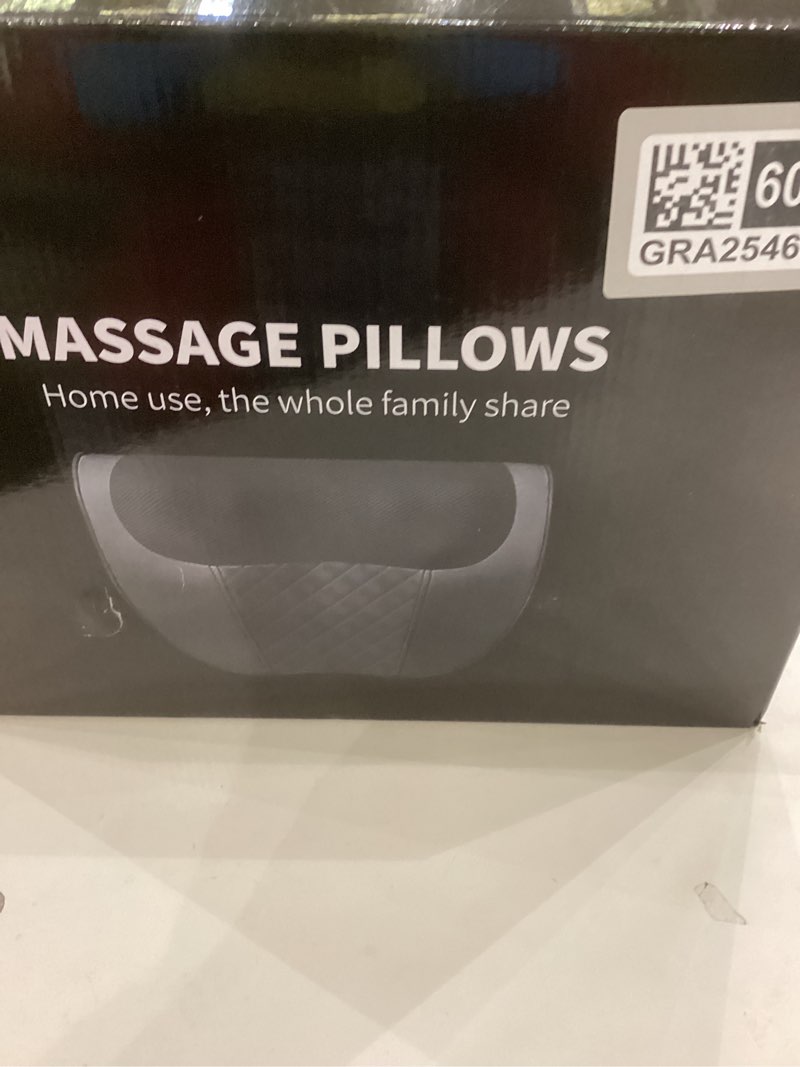 60
GRA2546
MASSAGE PILLOWS
Home use, the whole family share